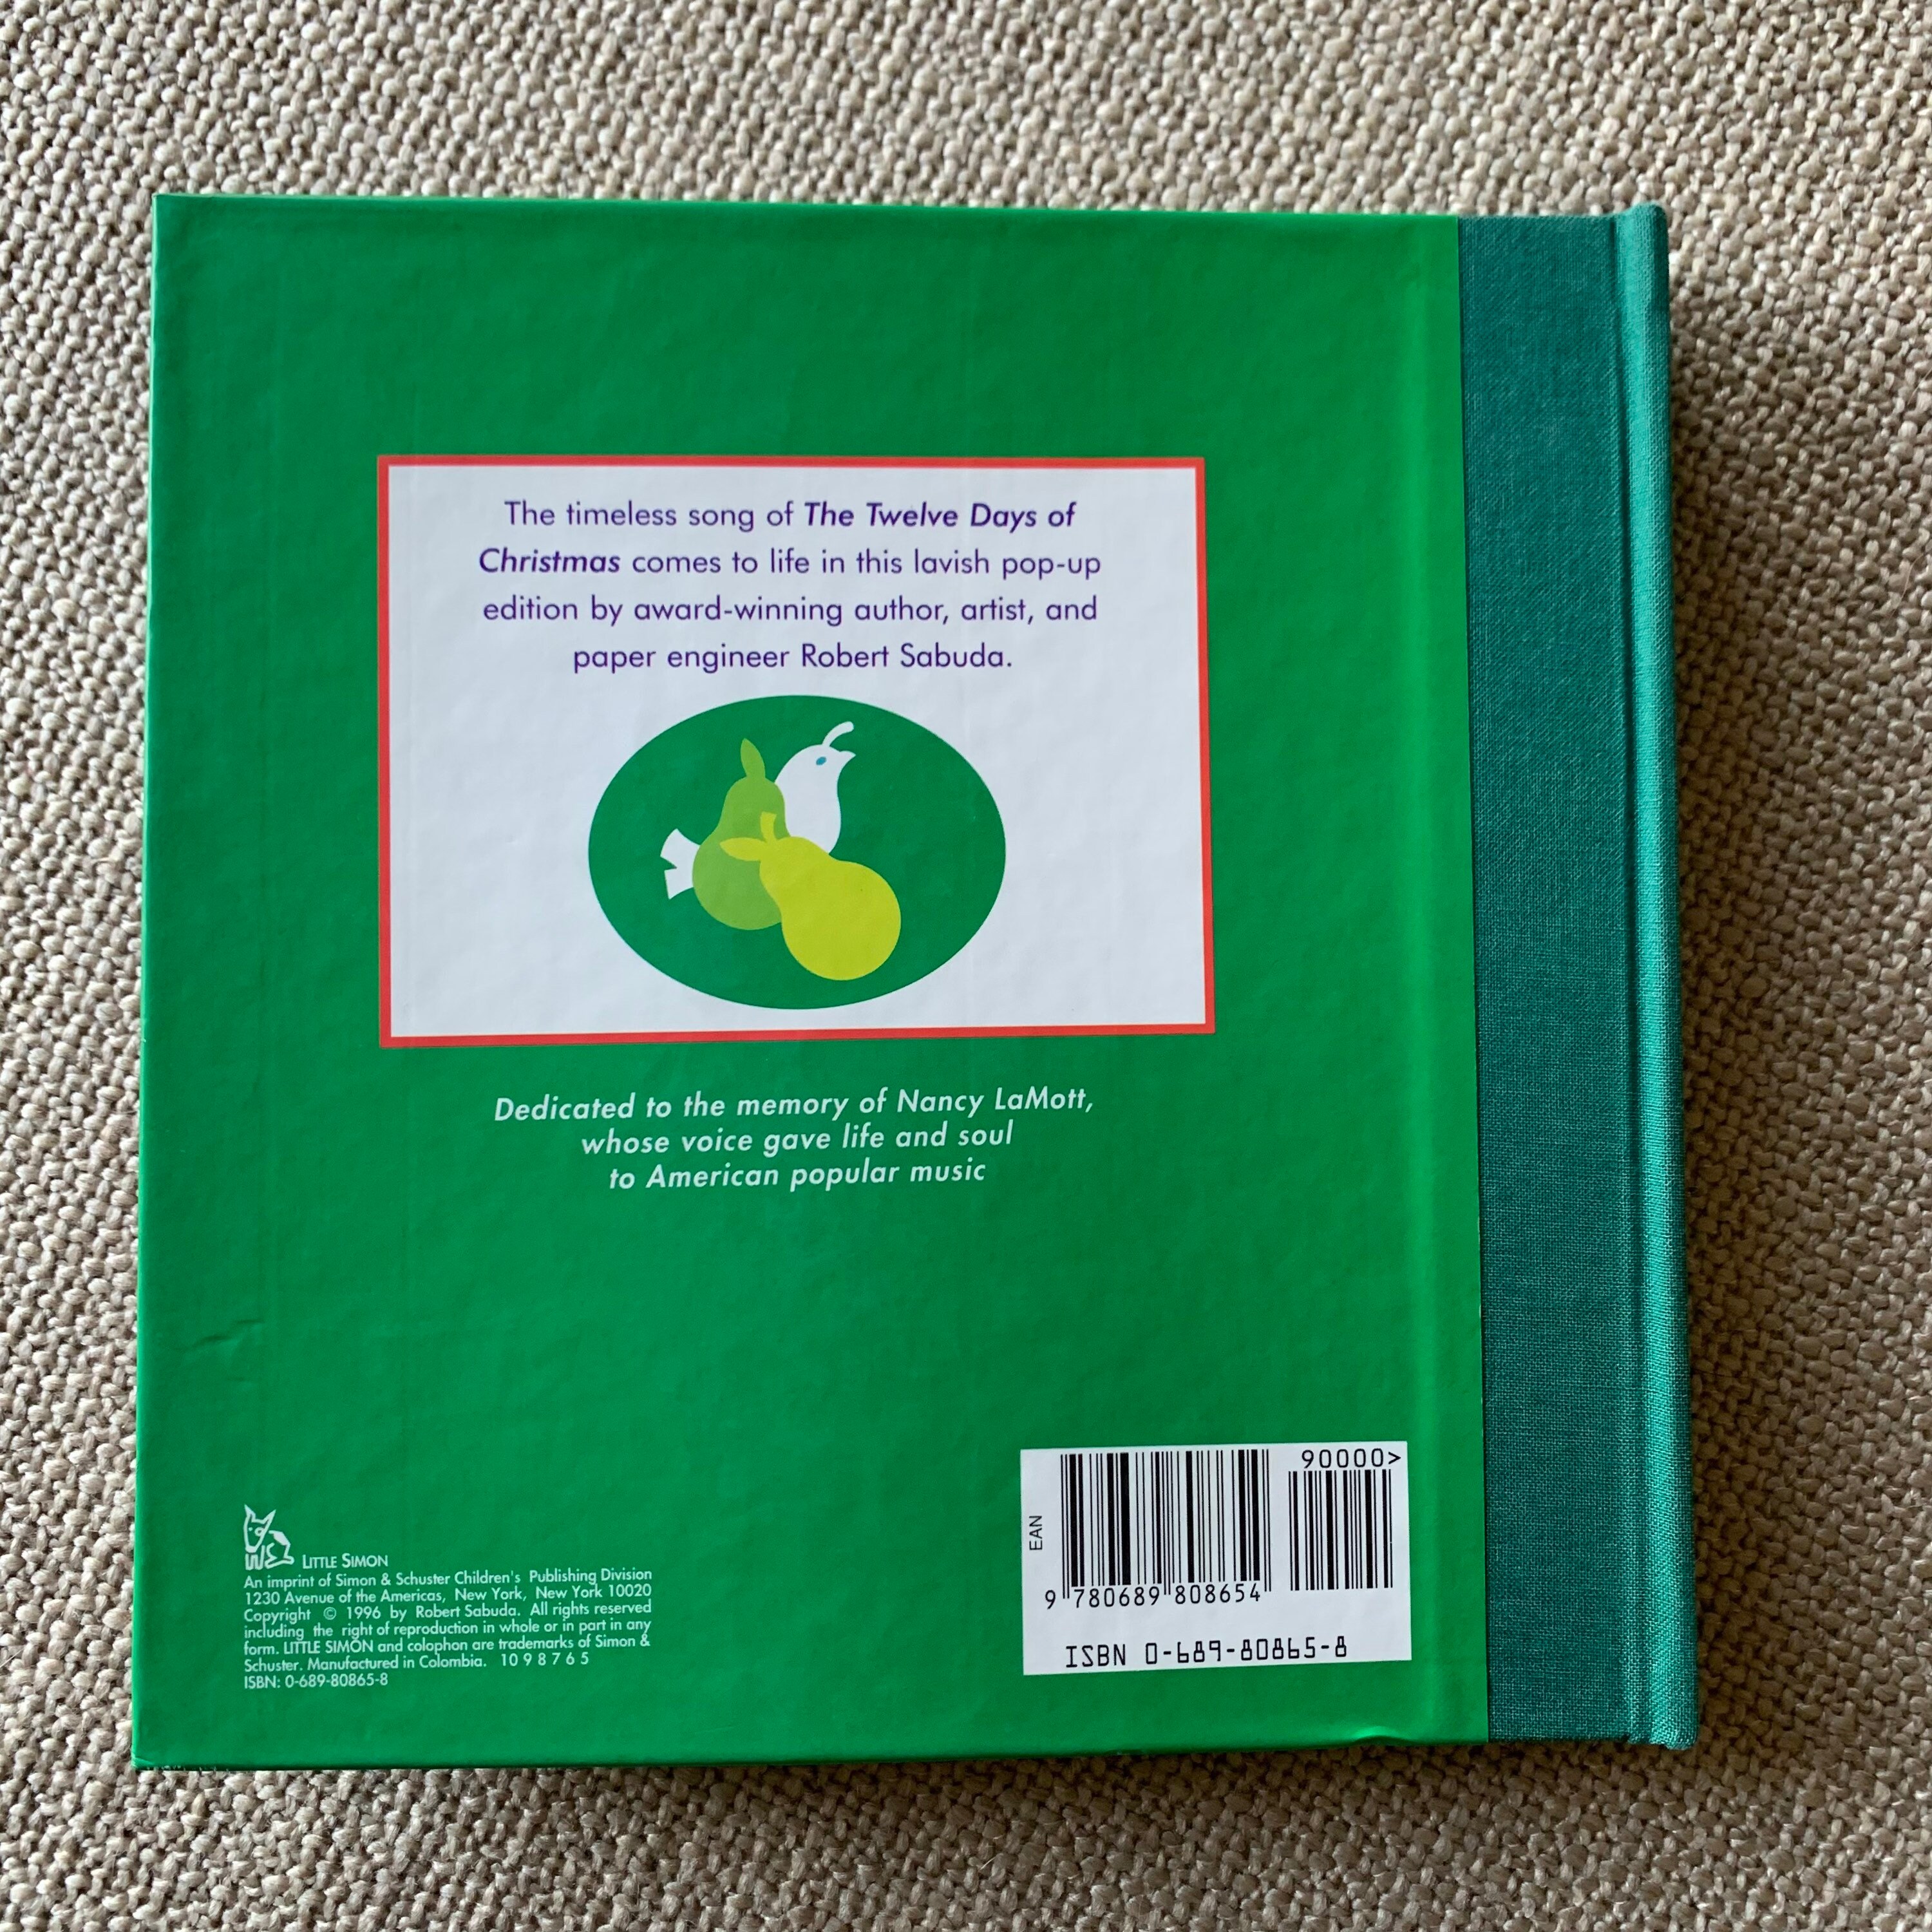 The timeless song of The Twelve Days of
Christmas comes to life in this lavish pop-up
edition by award-winning author, artist, and
paper engineer Robert Sabuda.
Dedicated to the memory of Nancy LaMott,
whose voice gave life and soul
to American popular music
LITTLE SIMON
An imprint of Simon & Schuster Children's Publishing Division
1230 Avenue of the Americas, New York, New York 10020
Copyright © 1996 by Robert Sabuda. All rights reserved
including the right of reproduction in whole or in part in any
form. LITTLE SIMON and colophon are trademarks of Simon &
Schuster. Manufactured in Colombia. 10 9 8 7 6 5
ISBN: 0-689-80865-8
90000>
EAN
9 780689 808654
ISBN 0-689-80865-8